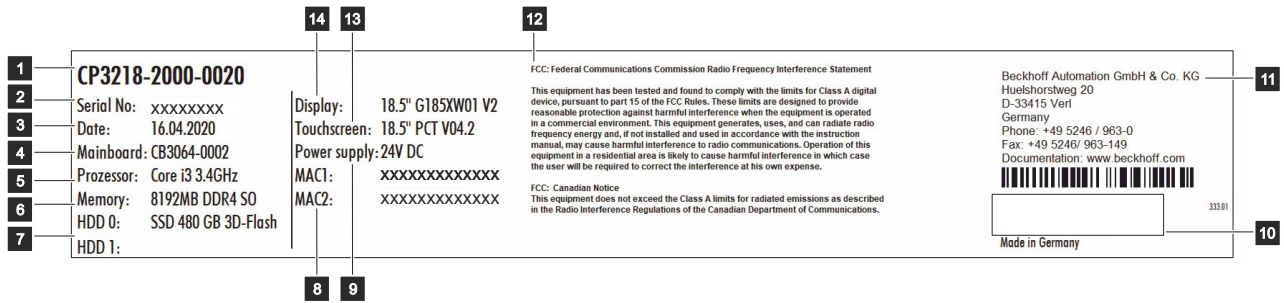 14 13 12
1 CP3218-2000-0020
2 Serial No: XXXXXXXX
3 Date: 16.04.2020
4 Mainboard: CB3064-0002
5 Prozessor: Core i3 3.4GHz
6 Memory: 8192MB DDR4 SO
7 HDD 0: SSD 480 GB 3D-Flash
HDD 1:
Display: 18.5" G185XW01 V2
Touchscreen: 18.5" PCT V04.2
Power supply: 24V DC
MAC1: XXXXXXXXXXXXX
MAC2: XXXXXXXXXXXXX
8 9
FCC: Federal Communications Commission Radio Frequency Interference Statement
This equipment has been tested and found to comply with the limits for Class A digital
device, pursuant to part 15 of the FCC Rules. These limits are designed to provide
reasonable protection against harmful interference when the equipment is operated
in a commercial environment. This equipment generates, uses, and can radiate radio
frequency energy and, if not installed and used in accordance with the instruction
manual, may cause harmful interference to radio communications. Operation of this
equipment in a residential area is likely to cause harmful interference in which case
the user will be required to correct the interference at his own expense.
FCC: Canadian Notice
This equipment does not exceed the Class A limits for radiated emissions as described
in the Radio Interference Regulations of the Canadian Department of Communications.
Beckhoff Automation GmbH & Co. KG 11
Huelshorstweg 20
D-33415 Verl
Germany
Phone: +49 5246 / 963-0
Fax: +49 5246/ 963-149
Documentation: www.beckhoff.com
333.01
10
Made in Germany